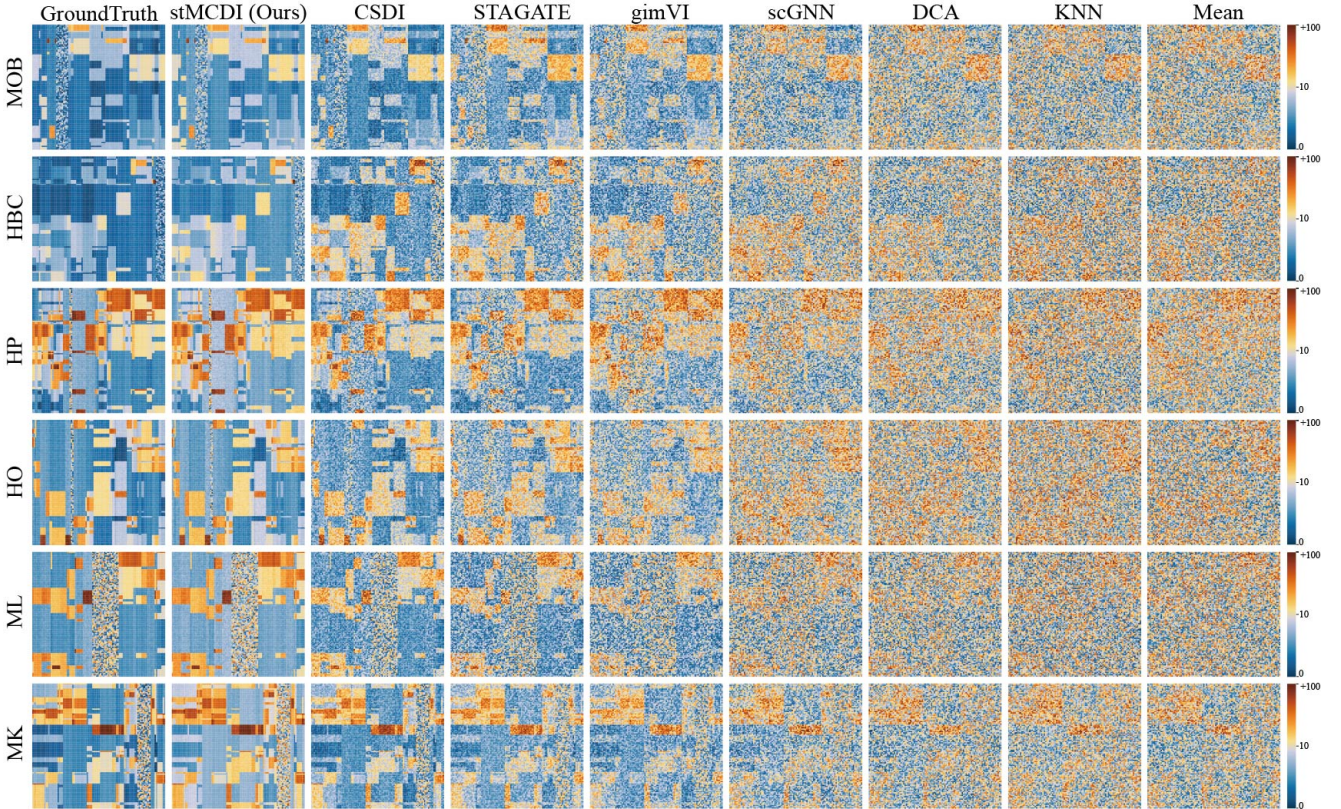 GroundTruth stMCDI (Ours) CSDI STAGATE gimVI scGNN DCA KNN Mean
MOB
+100
-10
.0
HBC
+100
-10
.0
HP
+100
-10
.0
HO
+100
-10
.0
ML
+100
-10
.0
MK
+100
-10
.0